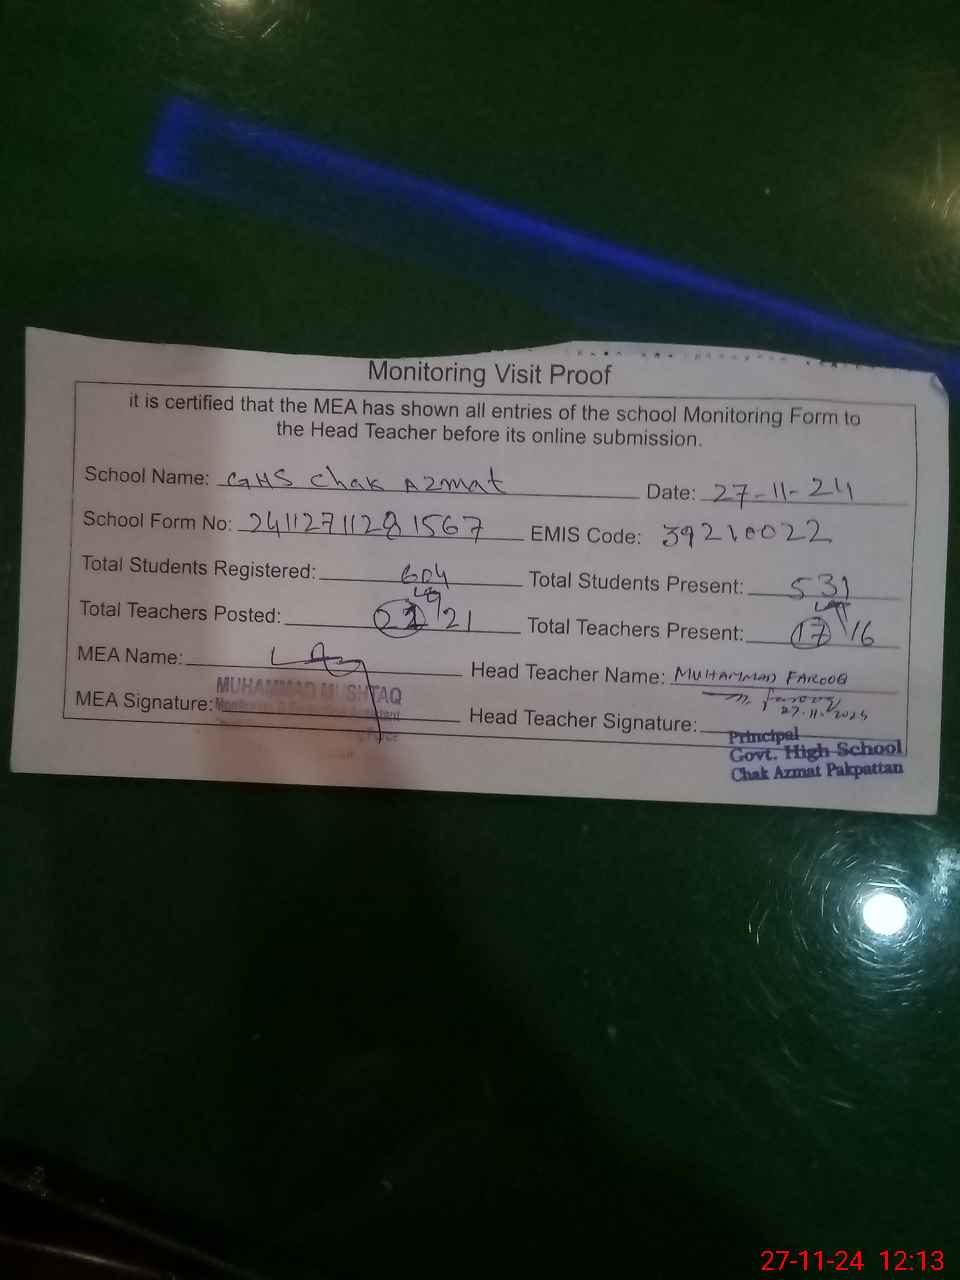 Monitoring Visit Proof
it is certified that the MEA has shown all entries of the school Monitoring Form to
the Head Teacher before its online submission.
School Name: GHS Chak Azmat Date: 27-11-24
School Form No: 24112711281567 EMIS Code: 39210022
Total Students Registered: 604 Total Students Present: 531
Total Teachers Posted: 21 Total Teachers Present: 17 16
MEA Name: Head Teacher Name: MUHAMMAD FAROOQ
MUHAMMAD MUSHTAQ
MEA Signature: Head Teacher Signature:
27.11.2024
Principal
Govt. High School
Chak Azmat Pakpattan
27-11-24 12:13